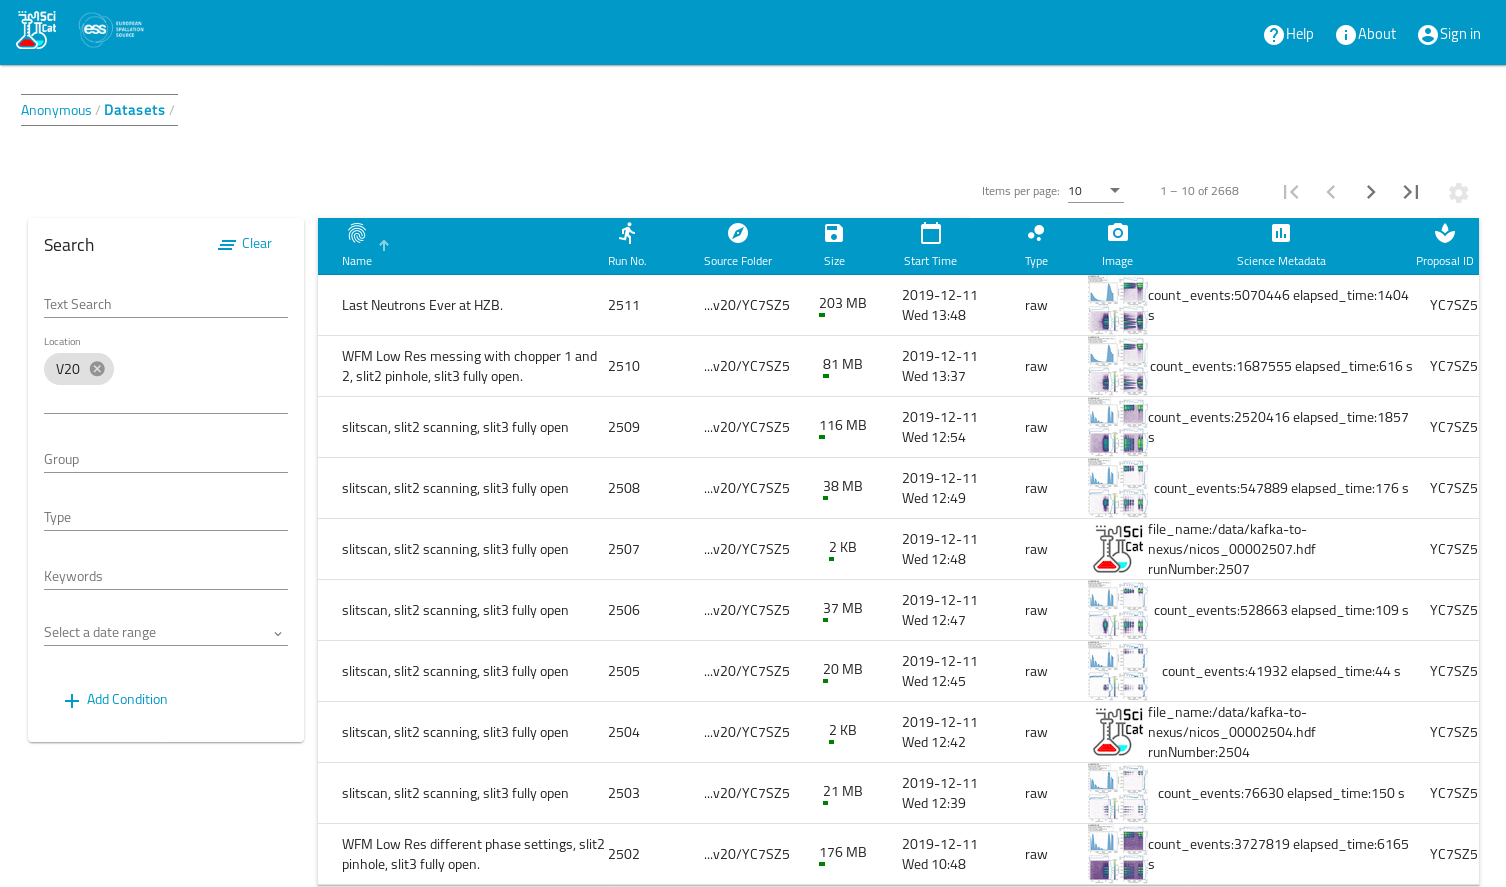 Sci
Cat
ess
EUROPEAN
SPALLATION
SOURCE
Help
About
Sign in
Anonymous / Datasets /
Items per page: 10 1 – 10 of 2668
Search
Clear
Text Search
Location
V20
Group
Type
Keywords
Select a date range
Add Condition
Name Run No. Source Folder Size Start Time Type Image Science Metadata Proposal ID
Last Neutrons Ever at HZB. 2511 ...v20/YC7SZ5 203 MB 2019-12-11 raw count_events:5070446 elapsed_time:1404 YC7SZ5
Wed 13:48 s
WFM Low Res messing with chopper 1 and 2510 ...v20/YC7SZ5 81 MB 2019-12-11 raw count_events:1687555 elapsed_time:616 s YC7SZ5
2, slit2 pinhole, slit3 fully open. Wed 13:37
slitscan, slit2 scanning, slit3 fully open 2509 ...v20/YC7SZ5 116 MB 2019-12-11 raw count_events:2520416 elapsed_time:1857 YC7SZ5
Wed 12:54 s
slitscan, slit2 scanning, slit3 fully open 2508 ...v20/YC7SZ5 38 MB 2019-12-11 raw count_events:547889 elapsed_time:176 s YC7SZ5
Wed 12:49
slitscan, slit2 scanning, slit3 fully open 2507 ...v20/YC7SZ5 2 KB 2019-12-11 raw Sci file_name:/data/kafka-to- YC7SZ5
Wed 12:48 Cat nexus/nicos_00002507.hdf
runNumber:2507
slitscan, slit2 scanning, slit3 fully open 2506 ...v20/YC7SZ5 37 MB 2019-12-11 raw count_events:528663 elapsed_time:109 s YC7SZ5
Wed 12:47
slitscan, slit2 scanning, slit3 fully open 2505 ...v20/YC7SZ5 20 MB 2019-12-11 raw count_events:41932 elapsed_time:44 s YC7SZ5
Wed 12:45
slitscan, slit2 scanning, slit3 fully open 2504 ...v20/YC7SZ5 2 KB 2019-12-11 raw Sci file_name:/data/kafka-to- YC7SZ5
Wed 12:42 Cat nexus/nicos_00002504.hdf
runNumber:2504
slitscan, slit2 scanning, slit3 fully open 2503 ...v20/YC7SZ5 21 MB 2019-12-11 raw count_events:76630 elapsed_time:150 s YC7SZ5
Wed 12:39
WFM Low Res different phase settings, slit2 2502 ...v20/YC7SZ5 176 MB 2019-12-11 raw count_events:3727819 elapsed_time:6165 YC7SZ5
pinhole, slit3 fully open. Wed 10:48 s